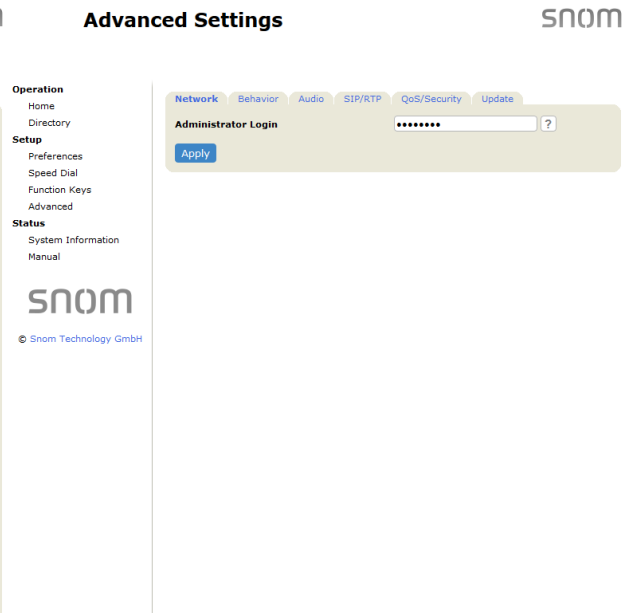 Advanced Settings
snom
Operation
Home
Directory
Setup
Preferences
Speed Dial
Function Keys
Advanced
Status
System Information
Manual
snom
© Snom Technology GmbH
Network Behavior Audio SIP/RTP QoS/Security Update
Administrator Login •••••••• ?
Apply